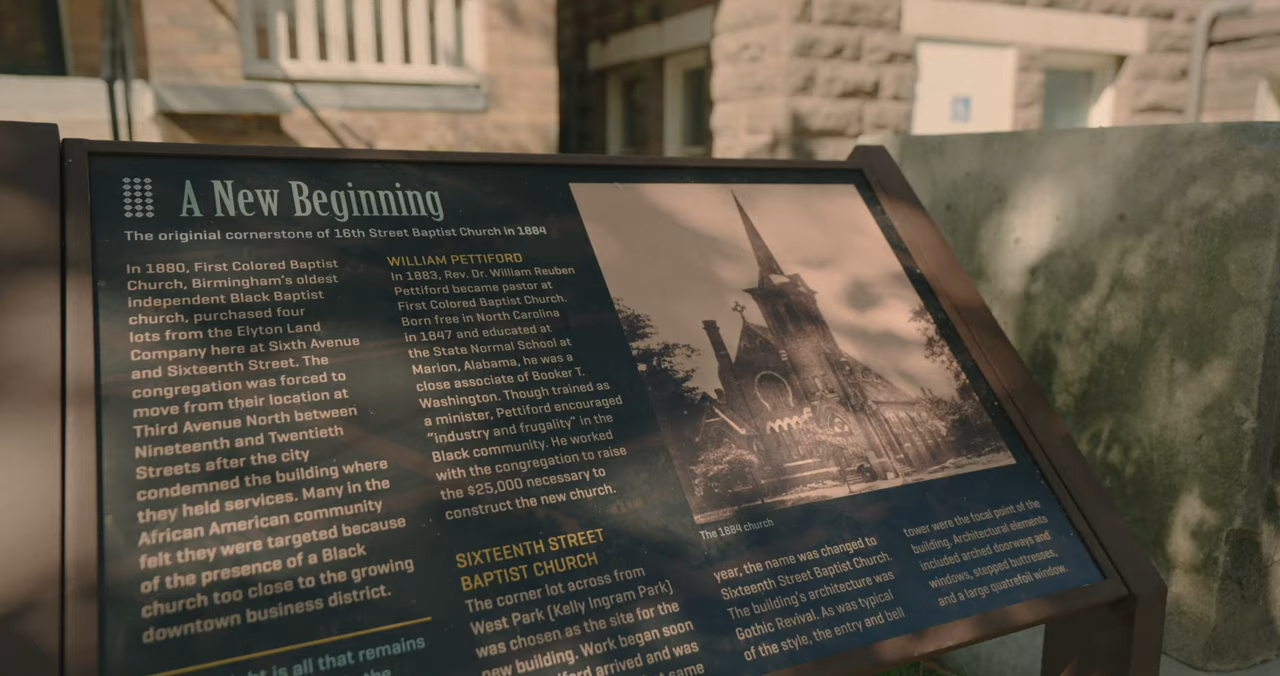 A New Beginning
The originial cornerstone of 16th Street Baptist Church in 1884
In 1880, First Colored Baptist
Church, Birmingham's oldest
independent Black Baptist
church, purchased four
lots from the Elyton Land
Company here at Sixth Avenue
and Sixteenth Street. The
congregation was forced to
move from their location at
Third Avenue North between
Nineteenth and Twentieth
Streets after the city
condemned the building where
they held services. Many in the
African American community
felt they were targeted because
of the presence of a Black
church too close to the growing
downtown business district.
is all that remains
the
WILLIAM PETTIFORD
In 1883, Rev. Dr. William Reuben
Pettiford became pastor at
First Colored Baptist Church.
Born free in North Carolina
in 1847 and educated at
the State Normal School at
Marion, Alabama, he was a
close associate of Booker T.
Washington. Though trained as
a minister, Pettiford encouraged
"industry and frugality" in the
Black community. He worked
with the congregation to raise
the $25,000 necessary to
construct the new church.
SIXTEENTH STREET
BAPTIST CHURCH
The corner lot across from
West Park (Kelly Ingram Park)
was chosen as the site for the
new building. Work began soon
arrived and was
same
The 1884 church
year, the name was changed to
Sixteenth Street Baptist Church.
The building's architecture was
Gothic Revival. As was typical
of the style, the entry and bell
tower were the focal point of the
building. Architectural elements
included arched doorways and
windows, stepped buttresses,
and a large quatrefoil window.